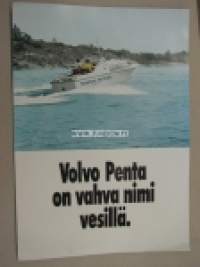 Volvo Penta
on vahva nimi
vesillä.